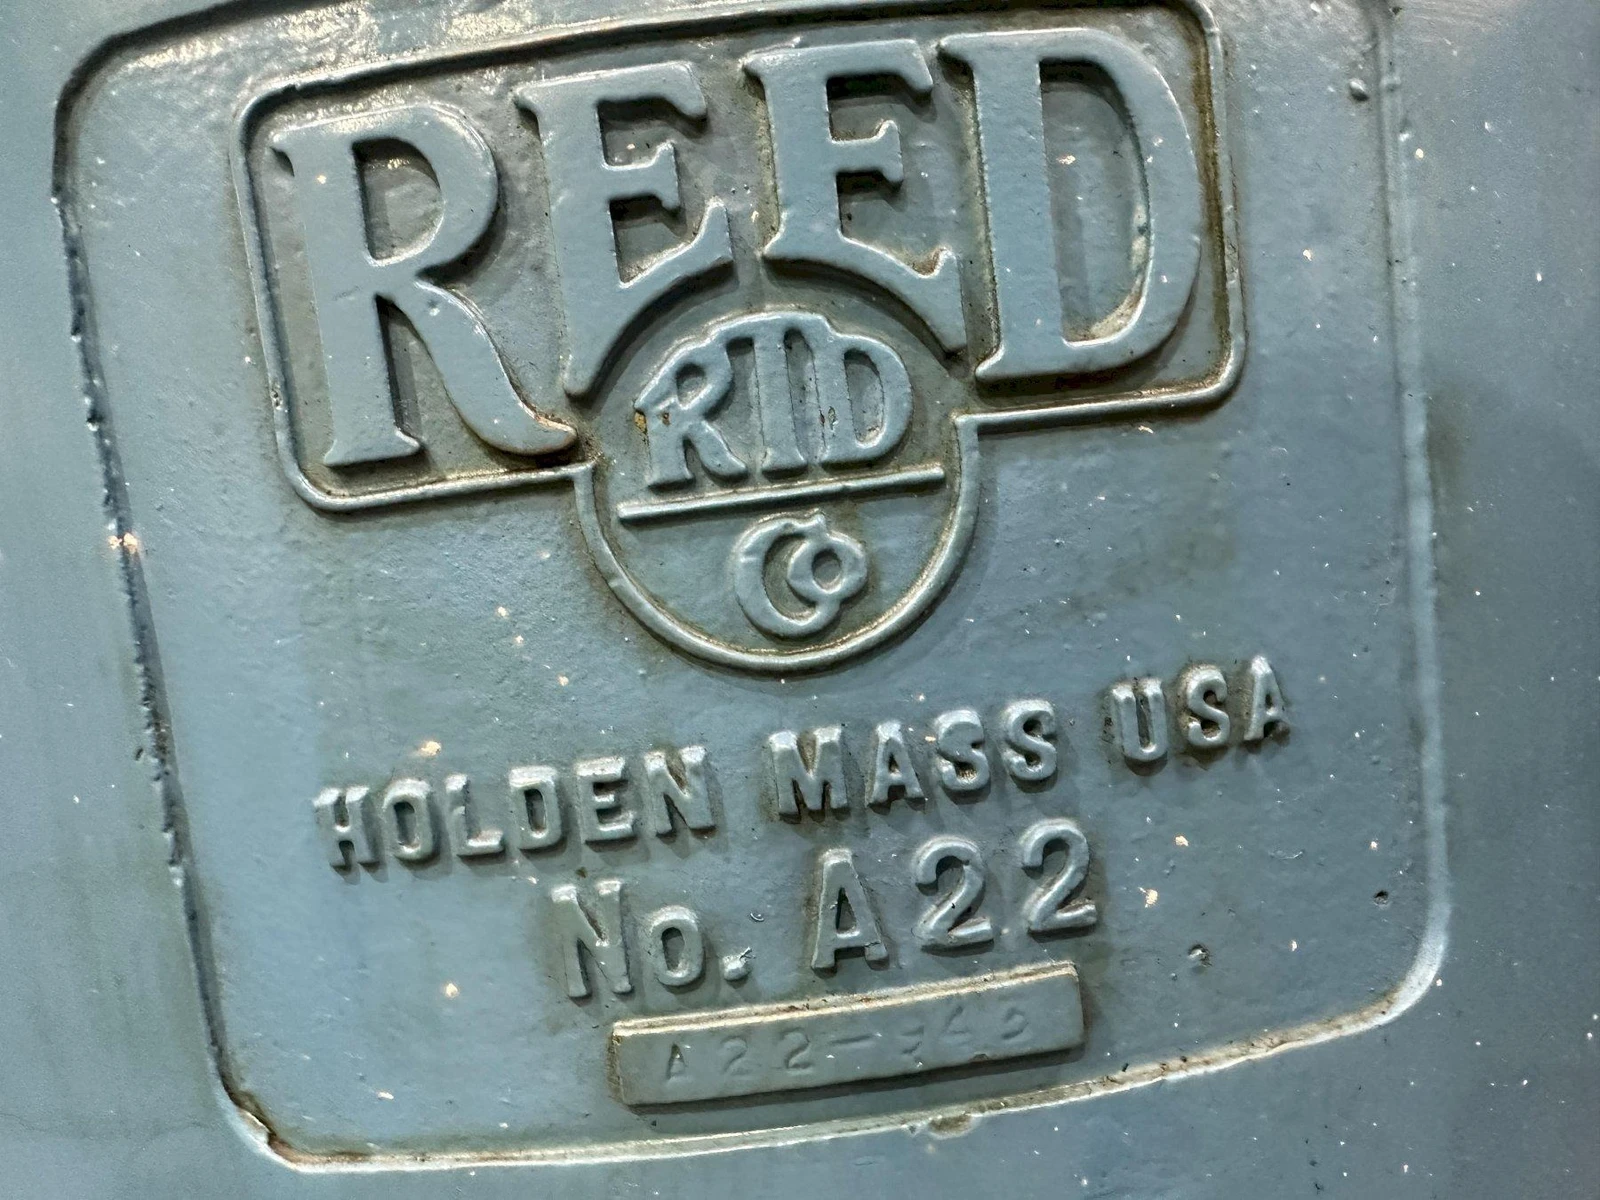 REED
RTD
Co
HOLDEN MASS USA
No. A22